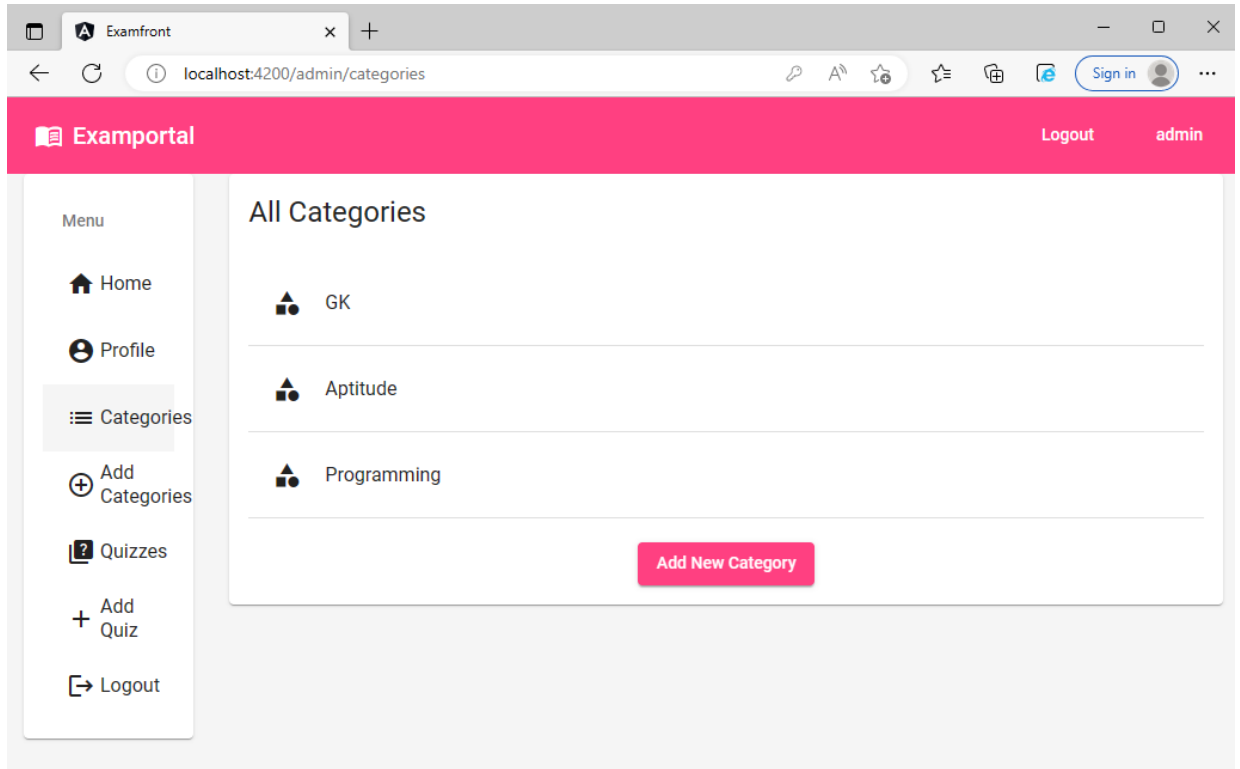 Examfront
localhost:4200/admin/categories
Sign in
Examportal
Logout
admin
Menu
Home
Profile
Categories
Add
Categories
Quizzes
Add
Quiz
Logout
All Categories
GK
Aptitude
Programming
Add New Category